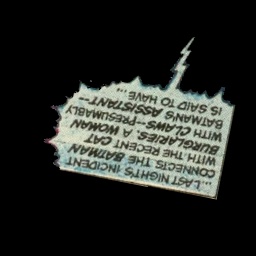 ...LAST NIGHT'S INCIDENT
CONNECTS THE BATMAN
WITH THE RECENT CAT
BURGLARIES. A WOMAN
WITH CLAWS--PRESUMABLY
BATMAN'S ASSISTANT--
IS SAID TO HAVE ...